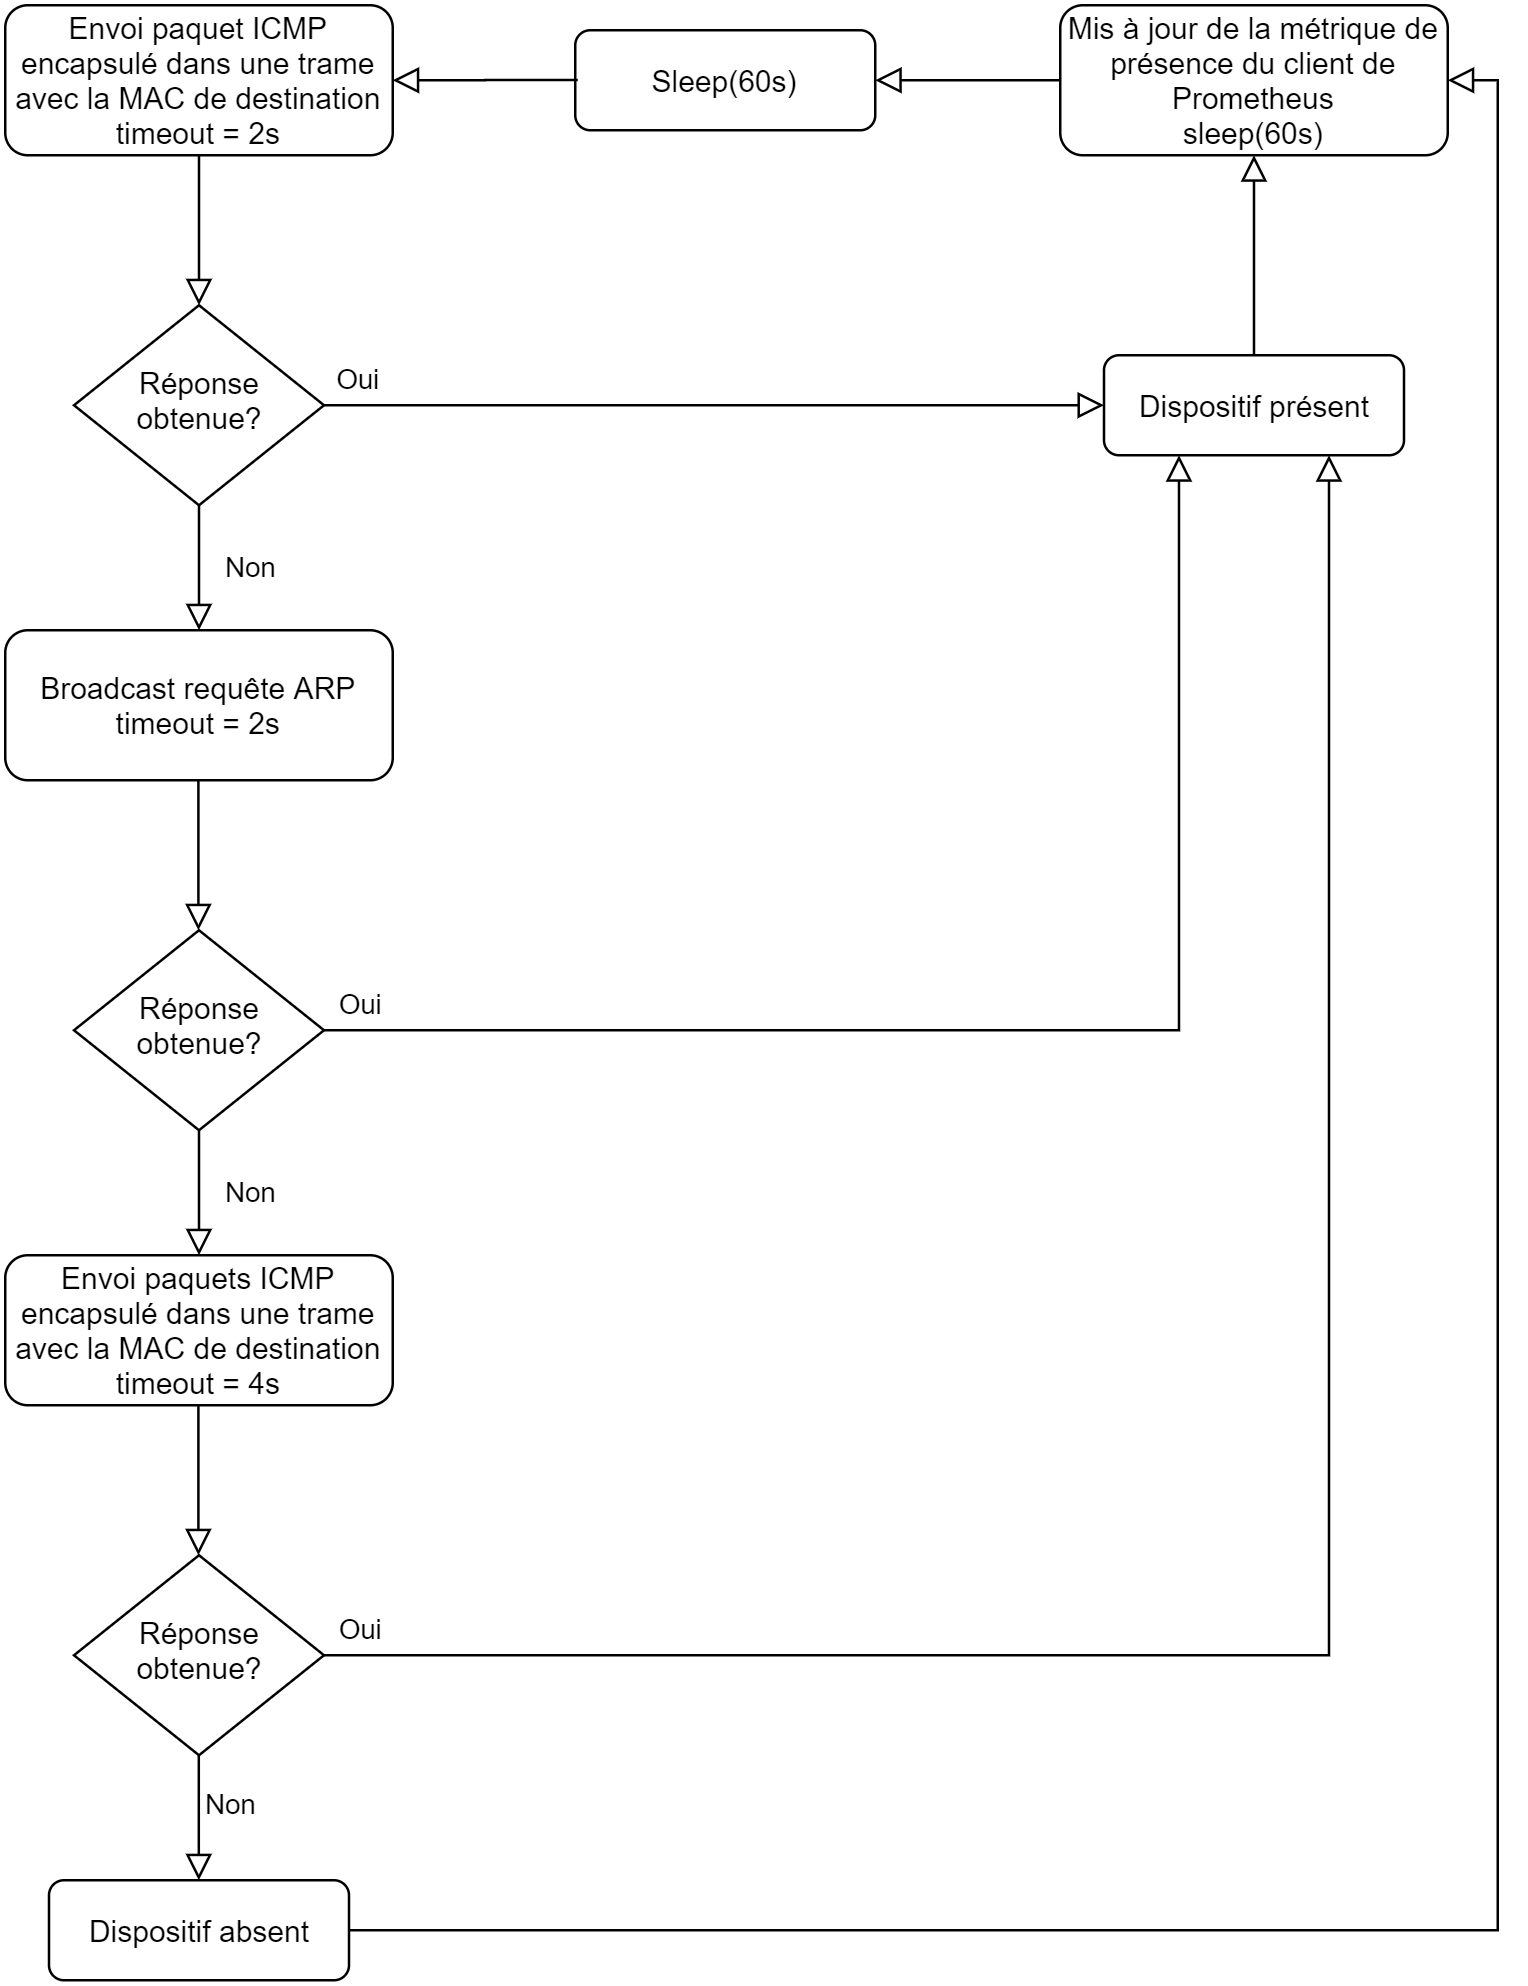 Envoi paquet ICMP
encapsulé dans une trame
avec la MAC de destination
timeout = 2s
Sleep(60s)
Mis à jour de la métrique de
présence du client de
Prometheus
sleep(60s)
Réponse
obtenue?
Oui
Dispositif présent
Non
Broadcast requête ARP
timeout = 2s
Réponse
obtenue?
Oui
Non
Envoi paquets ICMP
encapsulé dans une trame
avec la MAC de destination
timeout = 4s
Réponse
obtenue?
Oui
Non
Dispositif absent